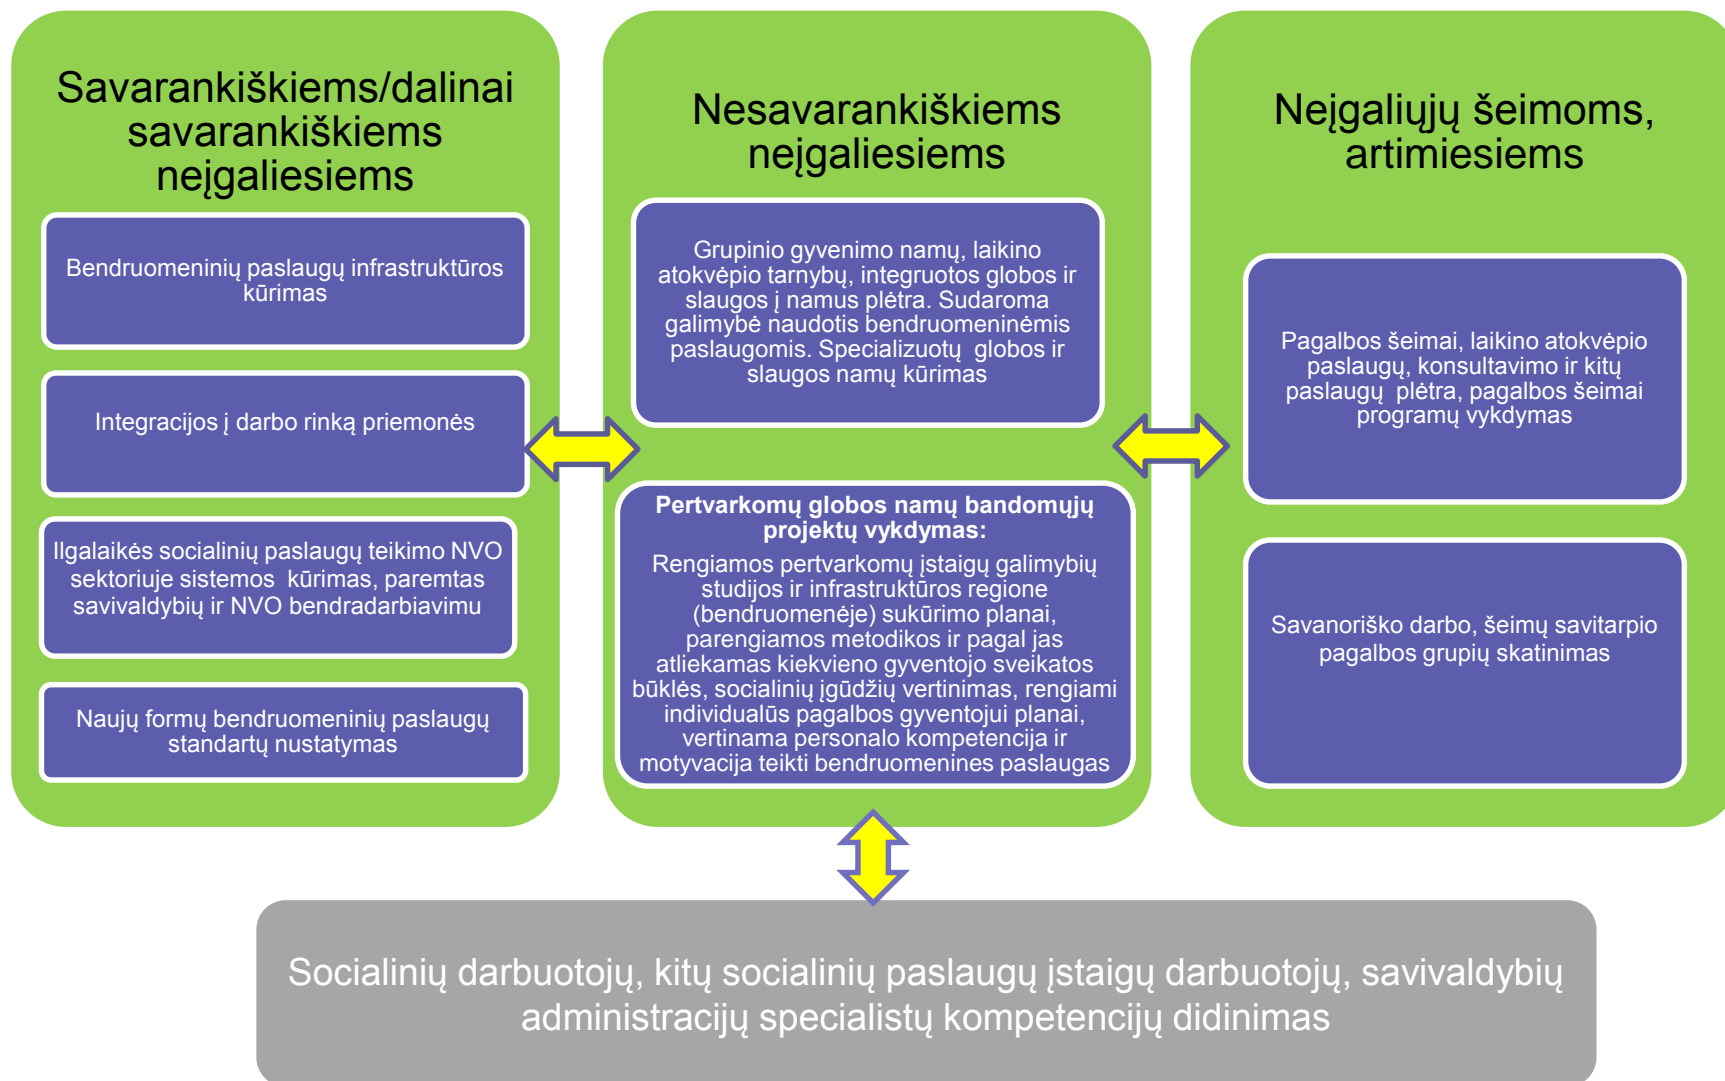 Savarankiškiems/dalinai
savarankiškiems
neįgaliesiems
Bendruomeninių paslaugų infrastruktūros
kūrimas
Integracijos į darbo rinką priemonės
Ilgalaikės socialinių paslaugų teikimo NVO
sektoriuje sistemos kūrimas, paremtas
savivaldybių ir NVO bendradarbiavimu
Naujų formų bendruomeninių paslaugų
standartų nustatymas
Nesavarankiškiems
neįgaliesiems
Grupinio gyvenimo namų, laikino
atokvėpio tarnybų, integruotos globos ir
slaugos į namus plėtra. Sudaroma
galimybė naudotis bendruomeninėmis
paslaugomis. Specializuotų globos ir
slaugos namų kūrimas
Pertvarkomų globos namų bandomųjų
projektų vykdymas:
Rengiamos pertvarkomų įstaigų galimybių
studijos ir infrastruktūros regione
(bendruomenėje) sukūrimo planai,
parengiamos metodikos ir pagal jas
atliekamas kiekvieno gyventojo sveikatos
būklės, socialinių įgūdžių vertinimas, rengiami
individualūs pagalbos gyventojui planai,
vertinama personalo kompetencija ir
motyvacija teikti bendruomenines paslaugas
Neįgaliųjų šeimoms,
artimiesiems
Pagalbos šeimai, laikino atokvėpio
paslaugų, konsultavimo ir kitų
paslaugų plėtra, pagalbos šeimai
programų vykdymas
Savanoriško darbo, šeimų savitarpio
pagalbos grupių skatinimas
Socialinių darbuotojų, kitų socialinių paslaugų įstaigų darbuotojų, savivaldybių
administracijų specialistų kompetencijų didinimas